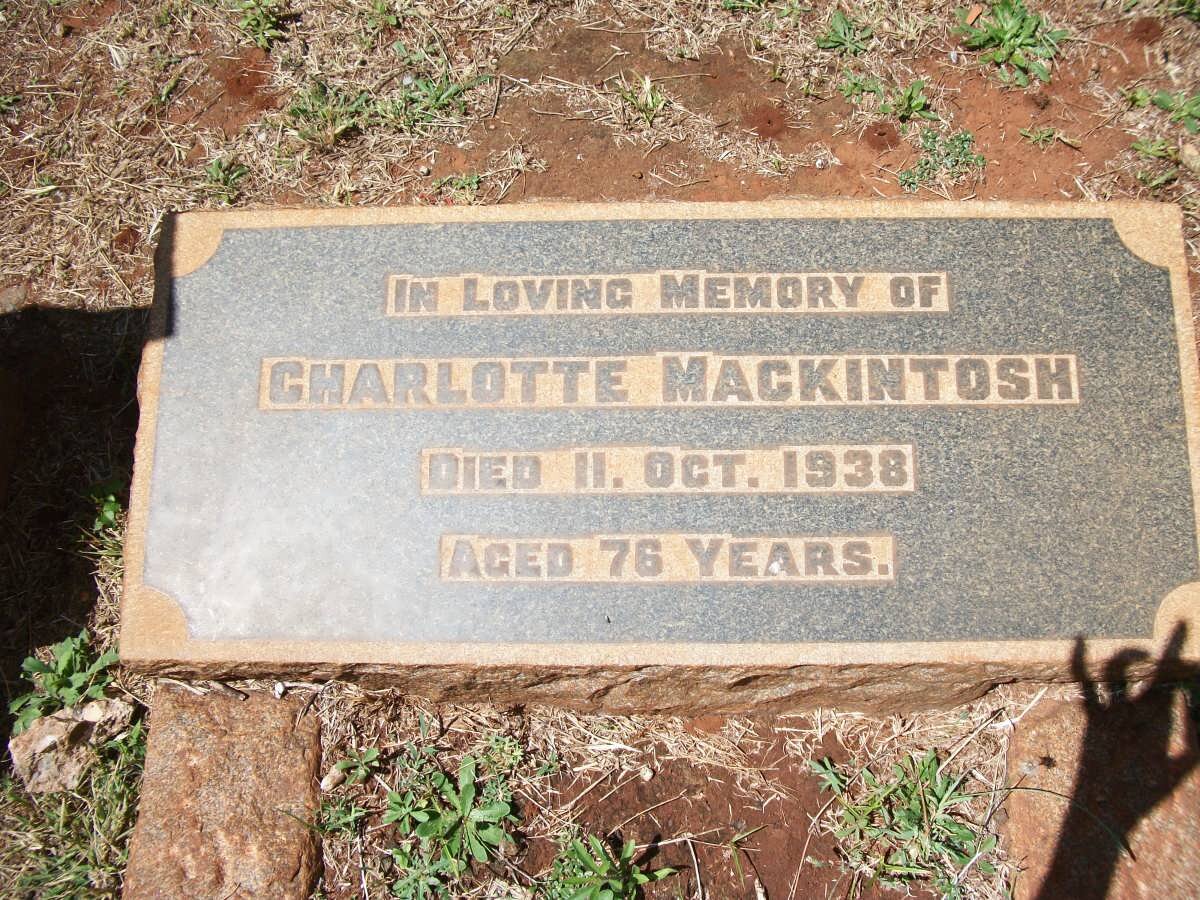 In Loving Memory of
Charlotte Mackintosh
Died 11. Oct. 1938
Aged 76 Years.